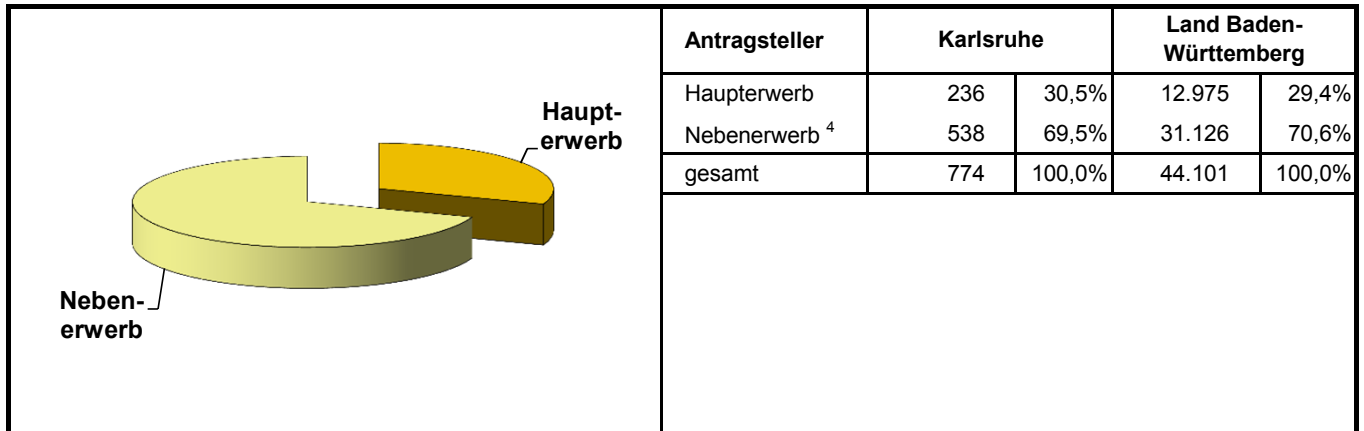 Haupt-
erwerb
Neben-
erwerb
Antragsteller Karlsruhe Land Baden-
Württemberg
Haupterwerb 236 30,5% 12.975 29,4%
Nebenerwerb 4 538 69,5% 31.126 70,6%
gesamt 774 100,0% 44.101 100,0%